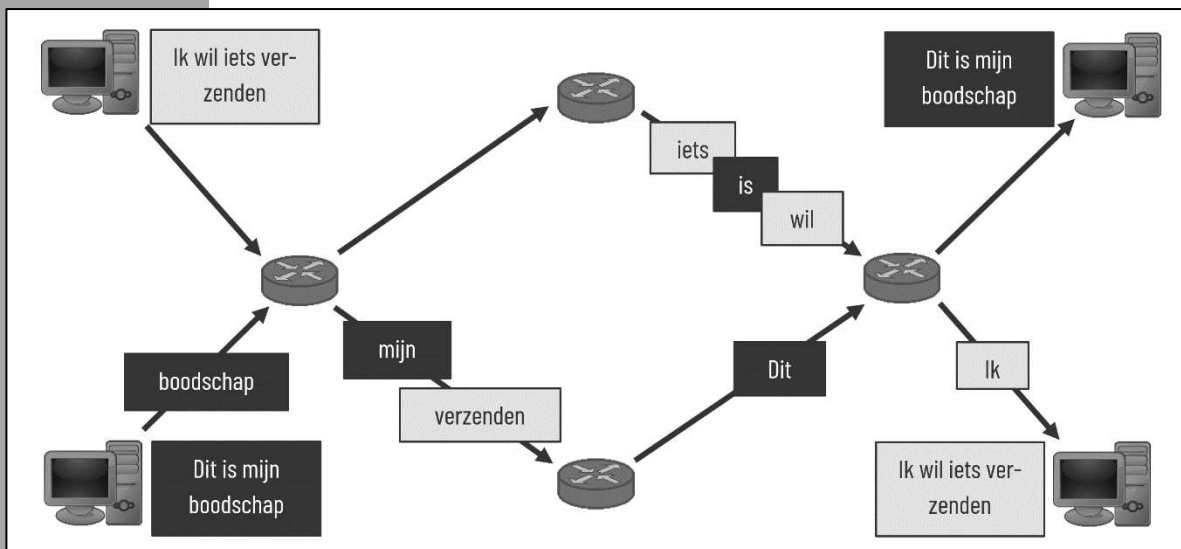 Ik wil iets ver-
zenden
Dit is mijn
boodschap
iets
is
wil
mijn
boodschap
verzenden
Dit
Ik
Dit is mijn
boodschap
Ik wil iets ver-
zenden